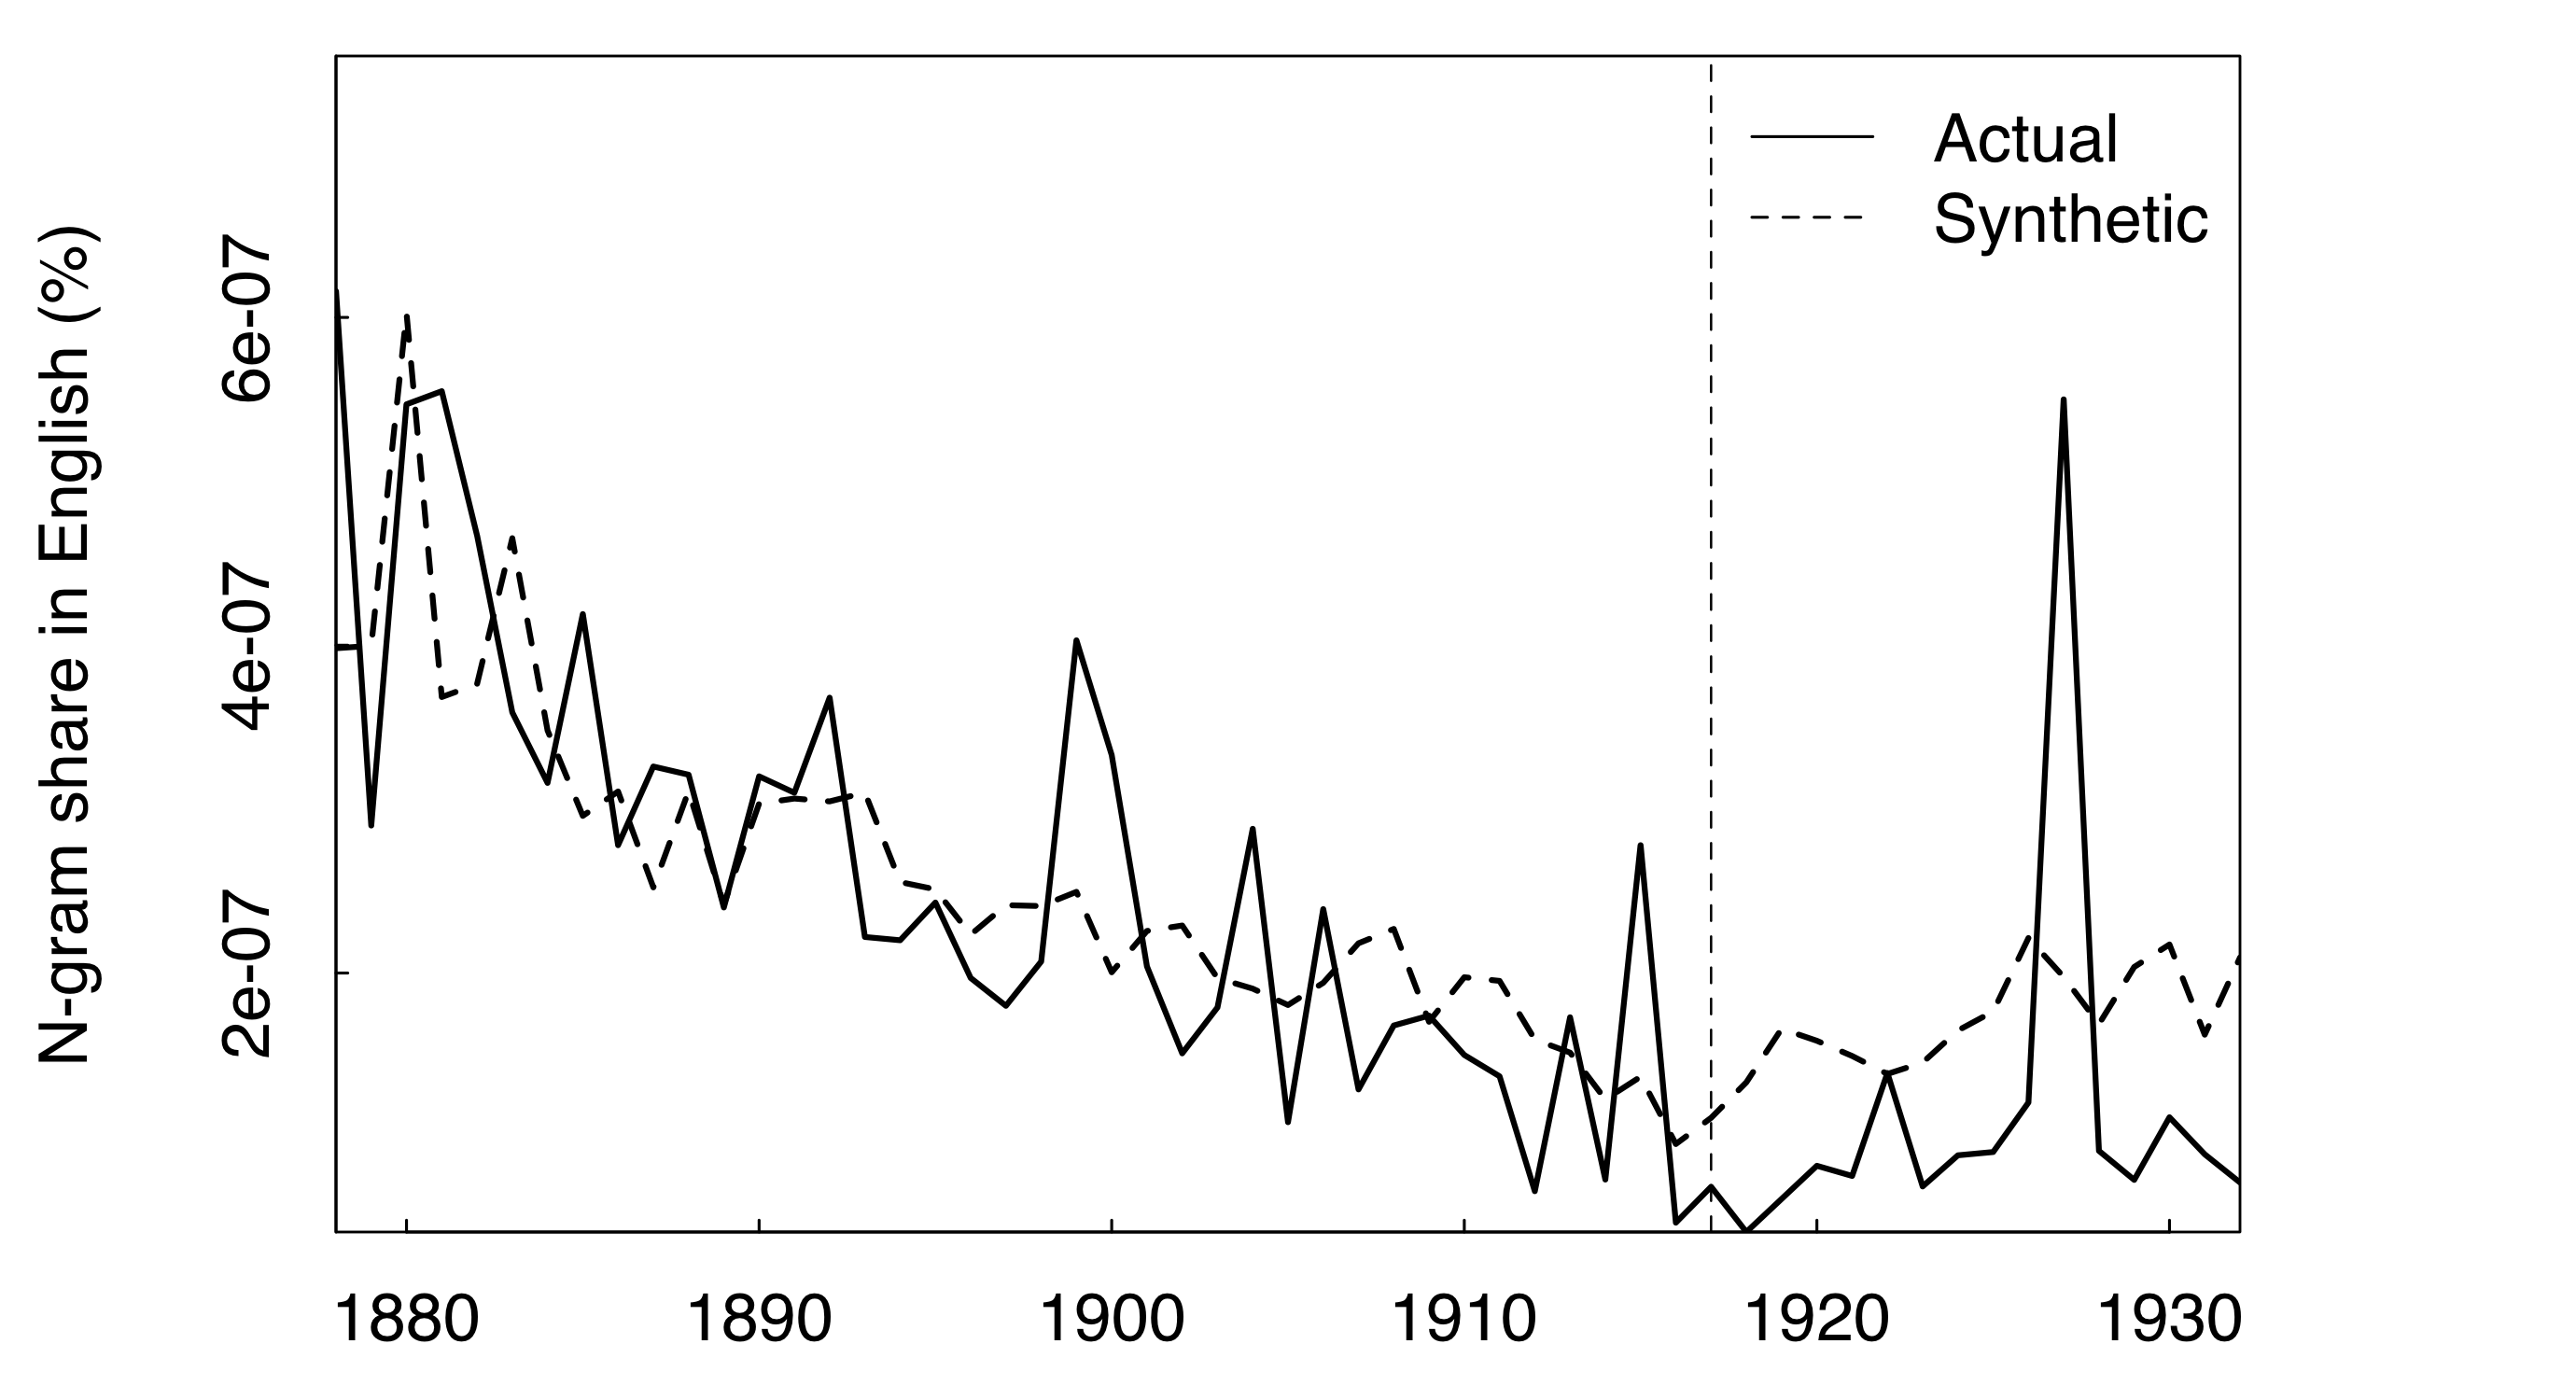 N-gram share in English (%)
6e-07
4e-07
2e-07
Actual
Synthetic
1880 1890 1900 1910 1920 1930